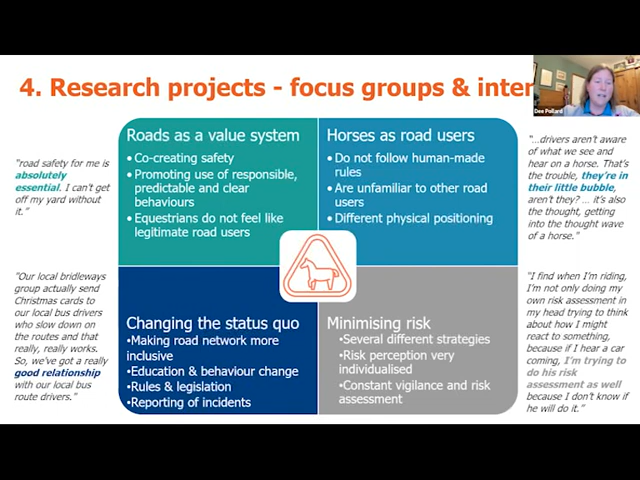 4. Research projects - focus groups & inter
Dee Pollard
"road safety for me is
absolutely
essential. I can't get
off my yard without
it."
Roads as a value system
•Co-creating safety
•Promoting use of responsible,
predictable and clear
behaviours
•Equestrians do not feel like
legitimate road users
Horses as road users
•Do not follow human-made
rules
•Are unfamiliar to other road
users
•Different physical positioning
"…drivers aren't aware
of what we see and
hear on a horse. That's
the trouble, they're in
their little bubble,
aren't they? … it's also
the thought, getting
into the thought wave
of a horse."
"Our local bridleways
group actually send
Christmas cards to
our local bus drivers
who slow down on
the routes and that
really, really works.
So, we've got a really
good relationship
with our local bus
route drivers."
Changing the status quo
•Making road network more
inclusive
•Education & behaviour change
•Rules & legislation
•Reporting of incidents
Minimising risk
•Several different strategies
•Risk perception very
individualised
•Constant vigilance and risk
assessment
"I find when I'm riding,
I'm not only doing my
own risk assessment in
my head trying to think
about how I might
react to something,
because if I hear a car
coming, I'm trying to
do his risk
assessment as well
because I don't know if
he will do it."